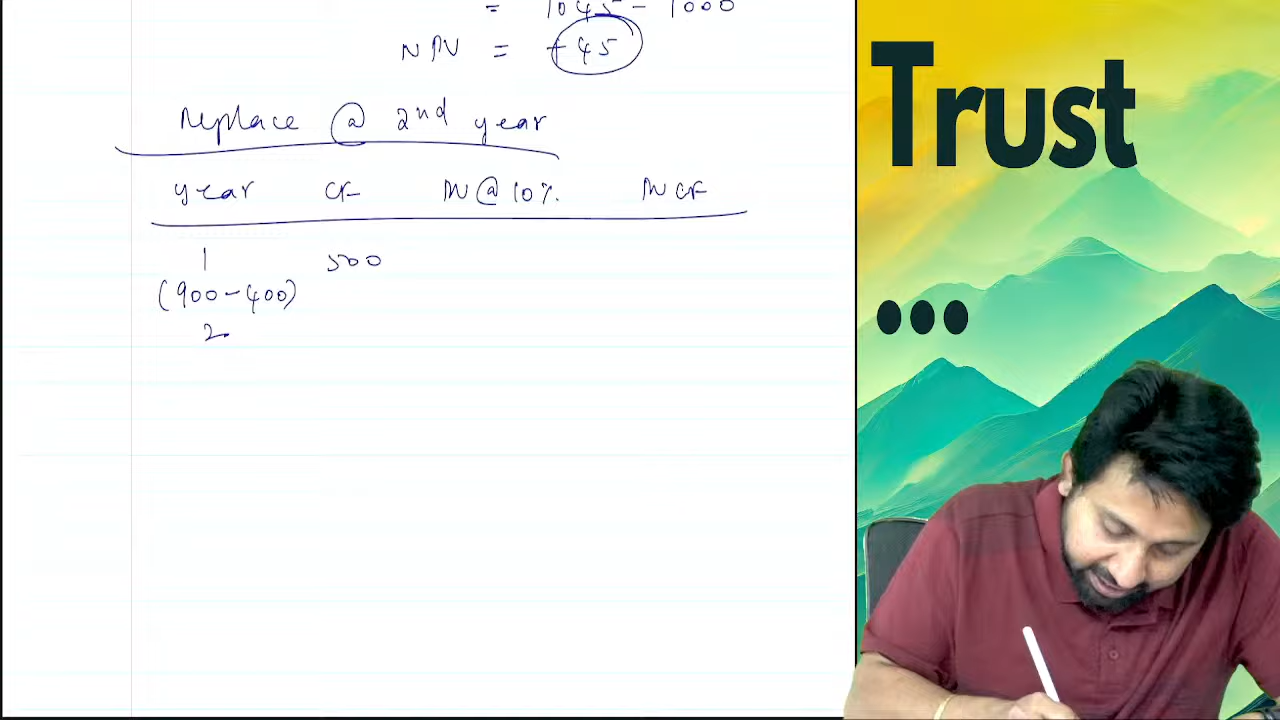 = 1045 - 1000
NPV = +45
Replace @ 2nd year
year CF PV@10% PVCF
1 500
(900-400)
2
Trust
...